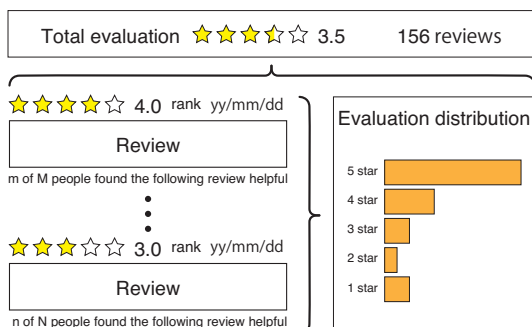 Total evaluation 3.5 156 reviews
4.0 rank yy/mm/dd
Review
m of M people found the following review helpful
3.0 rank yy/mm/dd
Review
n of N people found the following review helpful
Evaluation distribution
5 star
4 star
3 star
2 star
1 star